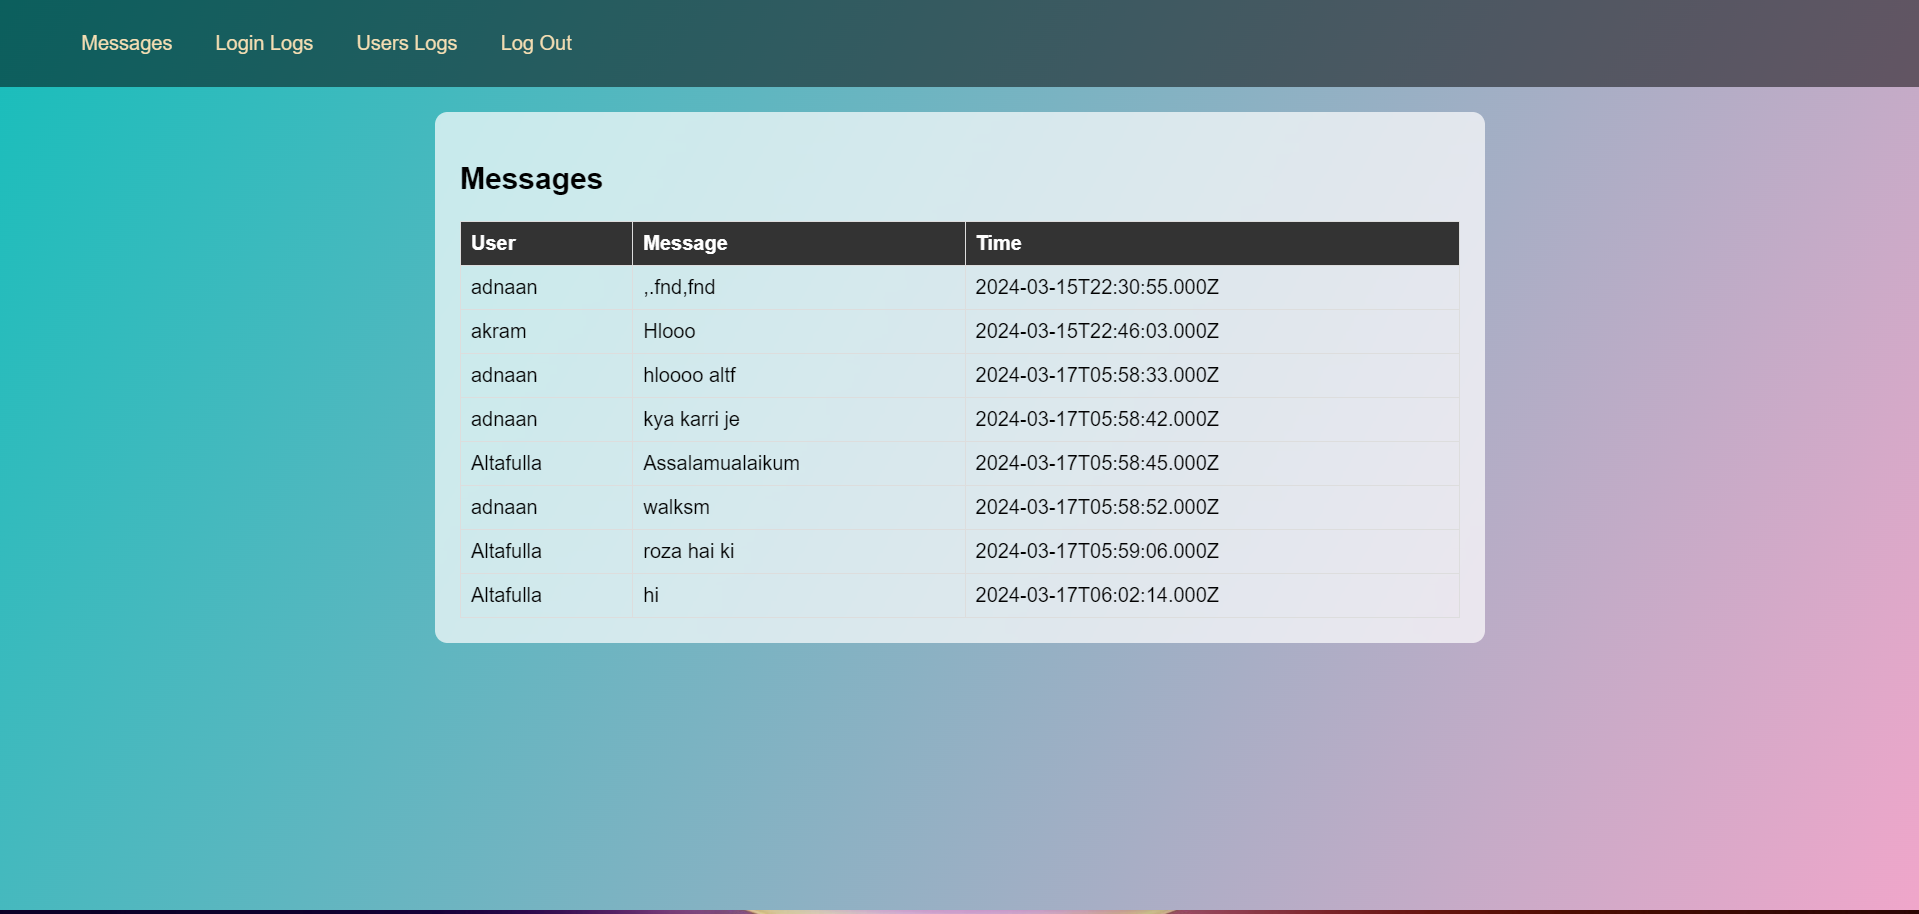 Messages Login Logs Users Logs Log Out
Messages
User Message Time
adnaan ,.fnd,fnd 2024-03-15T22:30:55.000Z
akram Hlooo 2024-03-15T22:46:03.000Z
adnaan hloooo altf 2024-03-17T05:58:33.000Z
adnaan kya karri je 2024-03-17T05:58:42.000Z
Altafulla Assalamualaikum 2024-03-17T05:58:45.000Z
adnaan walksm 2024-03-17T05:58:52.000Z
Altafulla roza hai ki 2024-03-17T05:59:06.000Z
Altafulla hi 2024-03-17T06:02:14.000Z